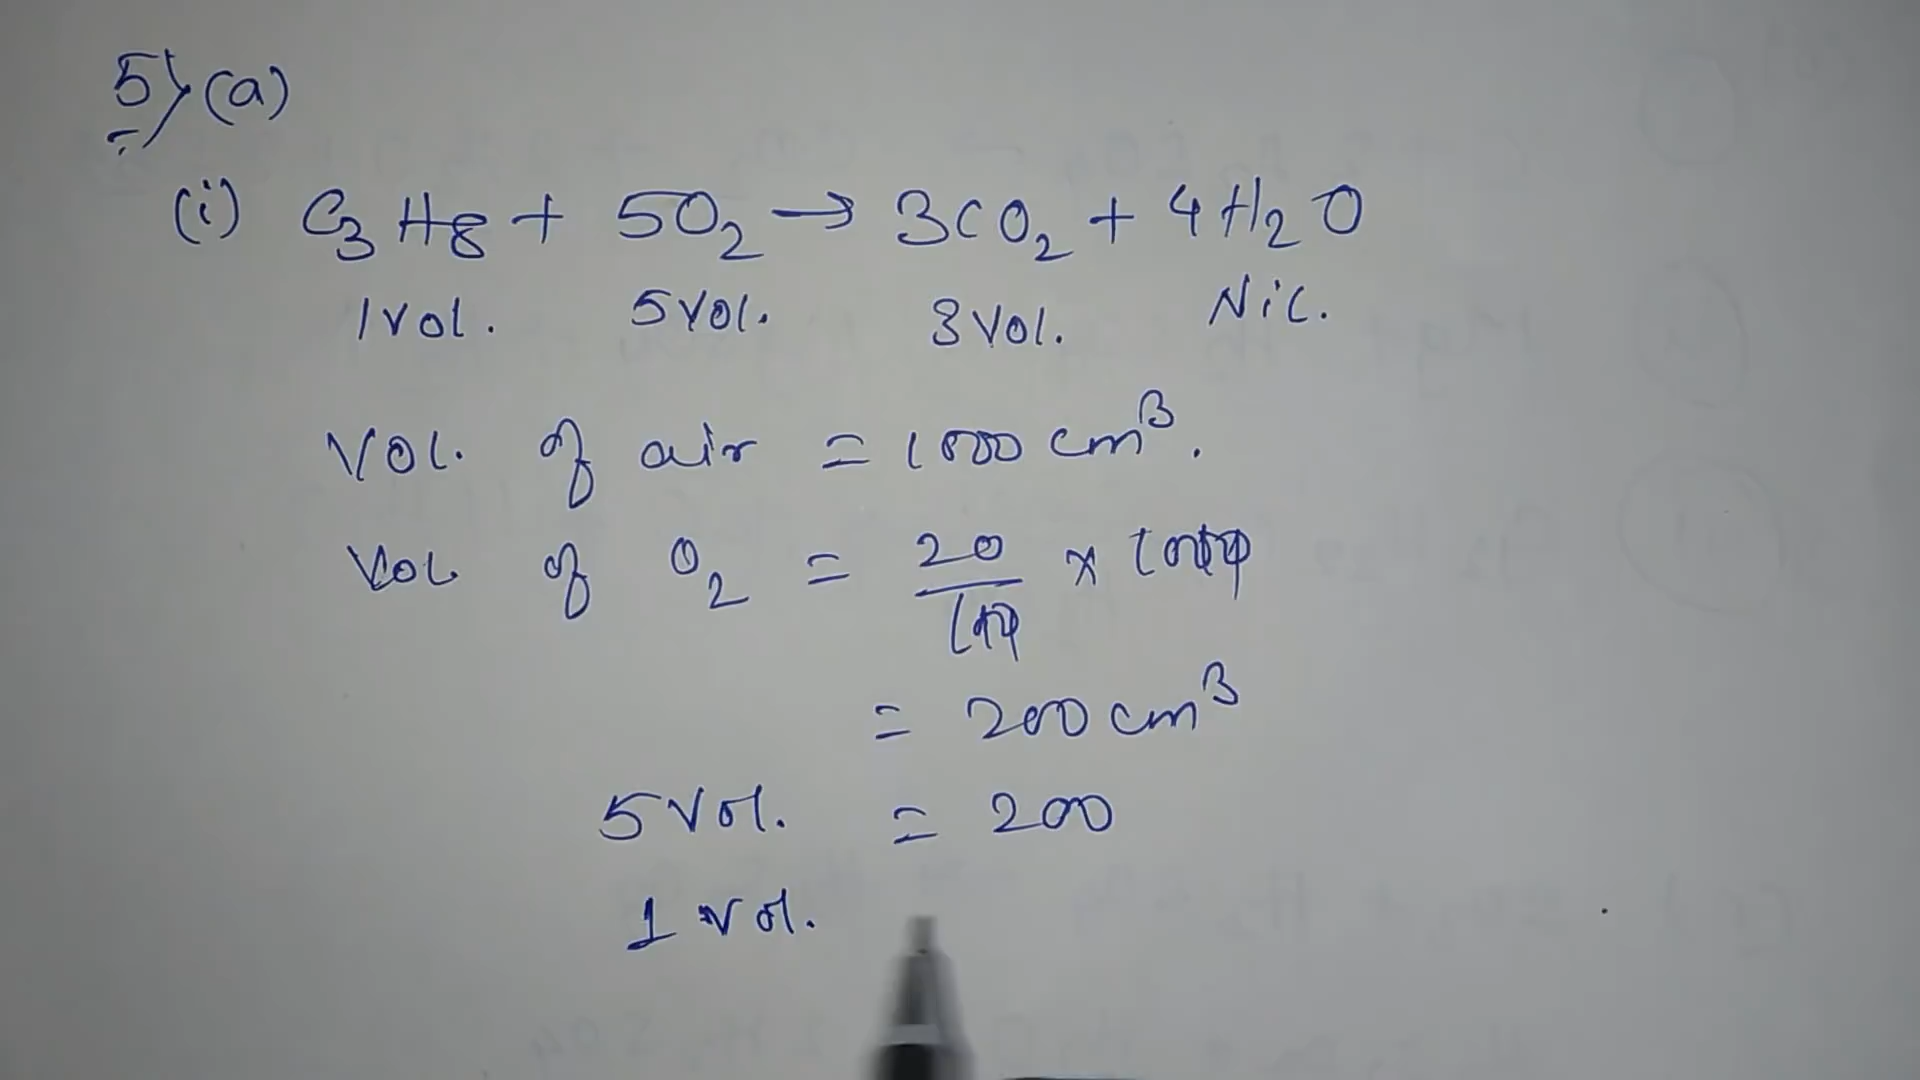 5) (a)
(i) C3H8 + 5O2 → 3CO2 + 4H2O
1 vol. 5 vol. 3 vol. Nil.
Vol. of air = 1000 cm³.
Vol. of O2 = 20/100 × 1000
= 200 cm³
5 vol. = 200
1 vol.